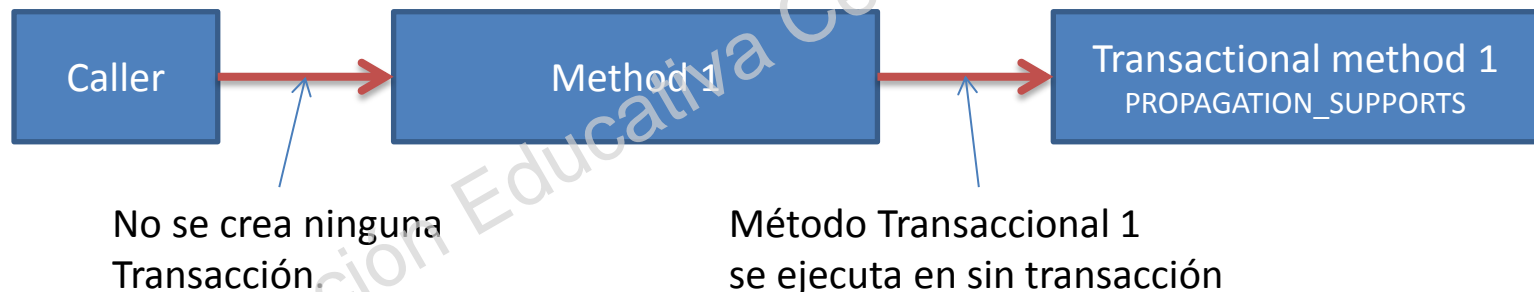 Caller
Method 1
Transactional method 1
PROPAGATION_SUPPORTS
No se crea ninguna
Transacción.
Método Transaccional 1
se ejecuta en sin transacción
Educativa